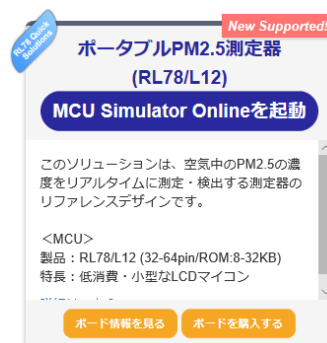 New Supported!
RL78 Quick
Solutions
ポータブルPM2.5測定器
(RL78/L12)
MCU Simulator Onlineを起動
このソリューションは、空気中のPM2.5の濃
度をリアルタイムに測定・検出する測定器の
リファレンスデザインです。
＜MCU＞
製品：RL78/L12 (32-64pin/ROM:8-32KB)
特長：低消費・小型なLCDマイコン
ボード情報を見る
ボードを購入する